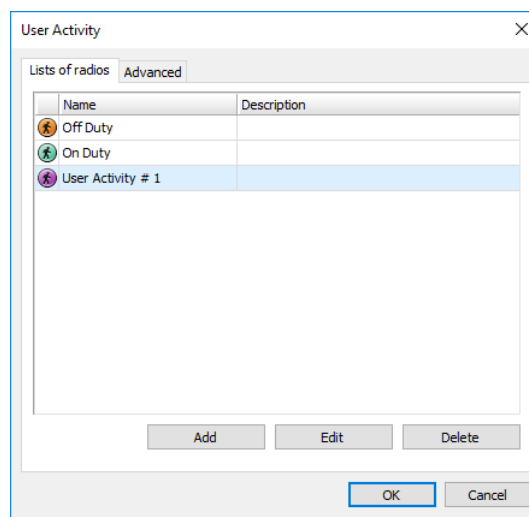 User Activity
Lists of radios Advanced
Name Description
Off Duty
On Duty
User Activity # 1
Add Edit Delete
OK Cancel